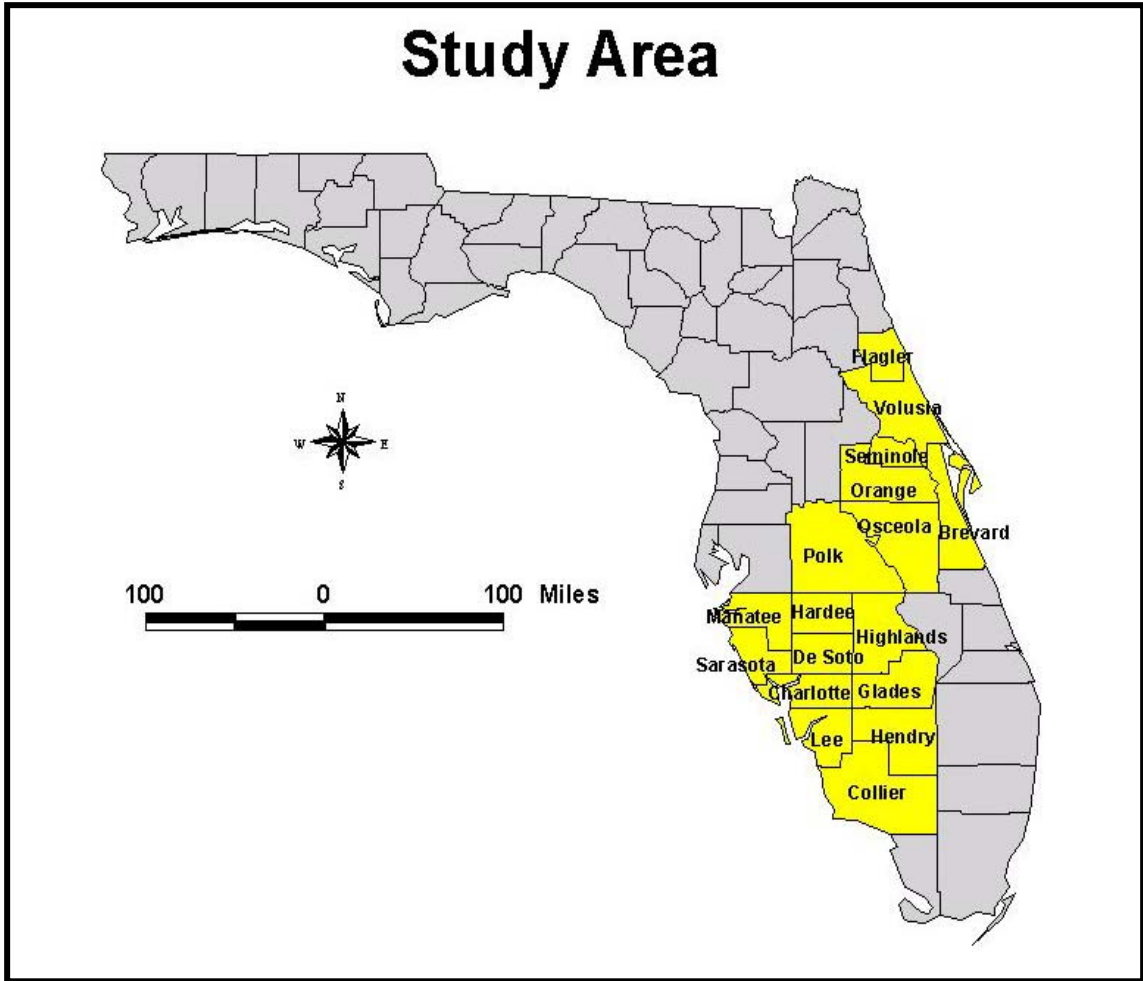 Study Area
Flagler
Volusia
Seminole
Orange
Osceola
Brevard
Polk
N
W E
S
100 0 100 Miles
Manatee Hardee
Highlands
Sarasota De Soto
Charlotte Glades
Lee Hendry
Collier